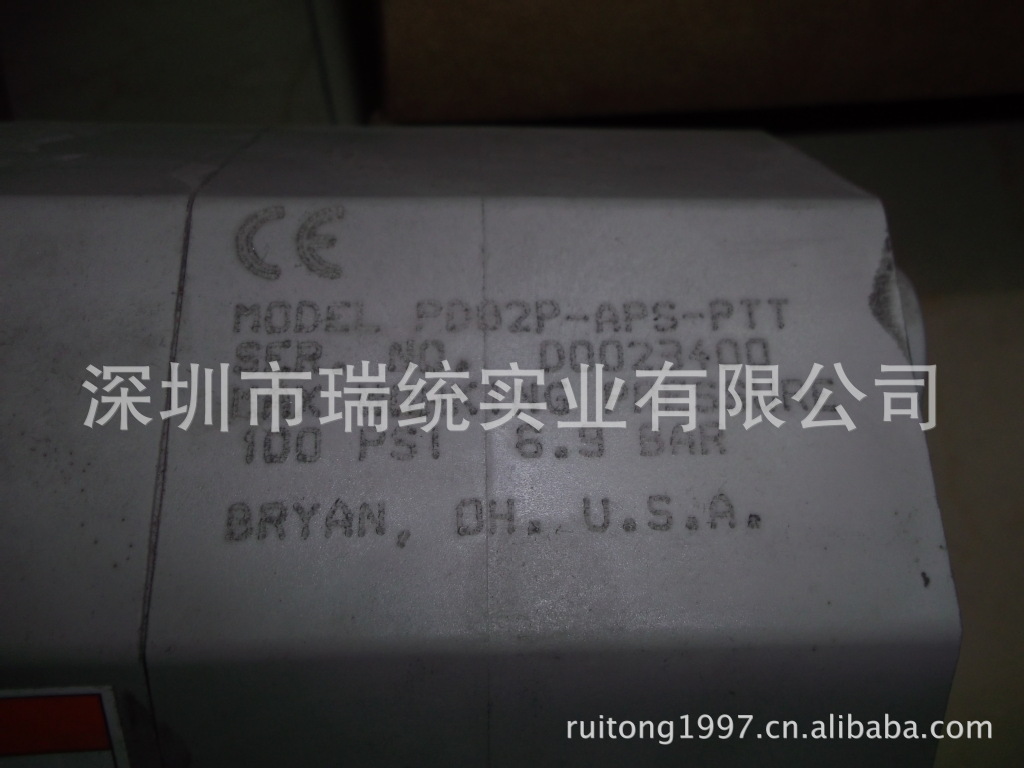 CE
MODEL PD02P-APS-PTT
SER. NO. 00023400
深圳市瑞统实业有限公司
100 PSI 6.9 BAR
BRYAN, OH. U.S.A.
ruitong1997.cn.alibaba.com